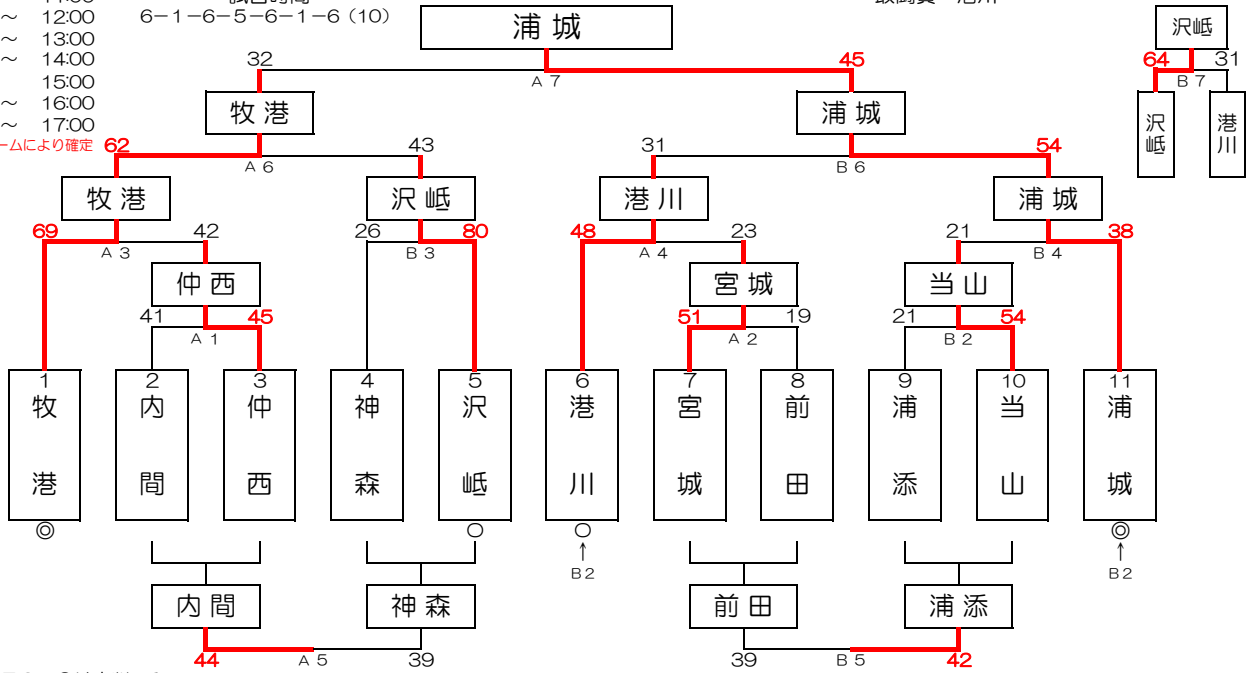 ～ 12:00 6－1－6－5－6－1－6（10）
～ 13:00
～ 14:00
15:00
～ 16:00
～ 17:00
ームにより確定
浦城
32 45
A７
沢岻
64 31
B７
沢岻 港川
牧港 浦城
62 43 31 54
A６ B６
牧港 沢岻 港川 浦城
69 42 26 80 48 23 21 38
A３ B３ A４ B４
仲西 宮城 当山
41 45 51 19 21 54
A１ A２ B２
1 2 3 4 5 6 7 8 9 10 11
牧港 内間 仲西 神森 沢岻 港川 宮城 前田 浦添 当山 浦城
◎ ○ ○ ◎
↑ ↑
B２ B２
内間 神森 前田 浦添
44 39 39 42
A５ B５